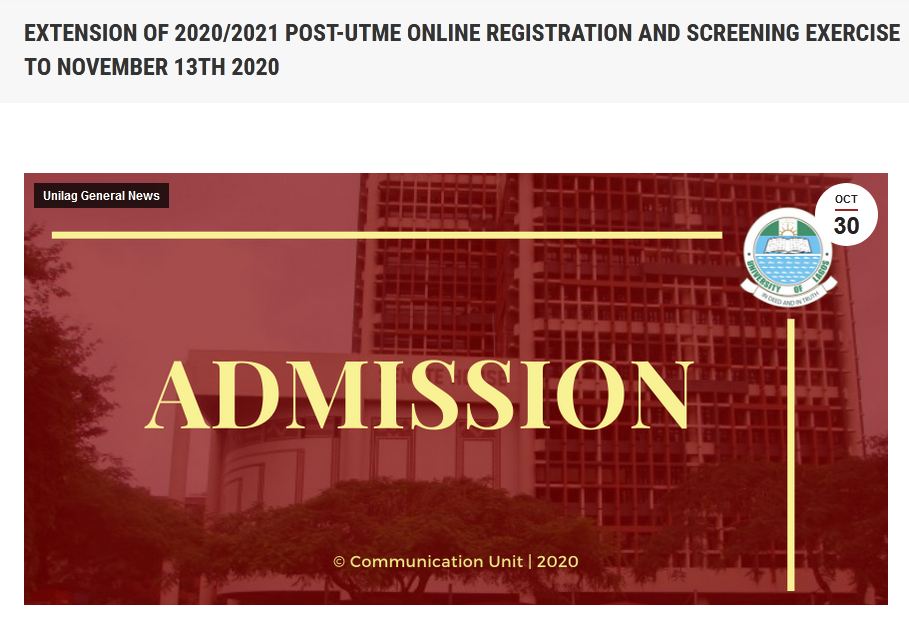 EXTENSION OF 2020/2021 POST-UTME ONLINE REGISTRATION AND SCREENING EXERCISE
TO NOVEMBER 13TH 2020
Unilag General News
OCT
30
UNIVERSITY OF LAGOS
IN DEED AND IN TRUTH
ADMISSION
© Communication Unit | 2020